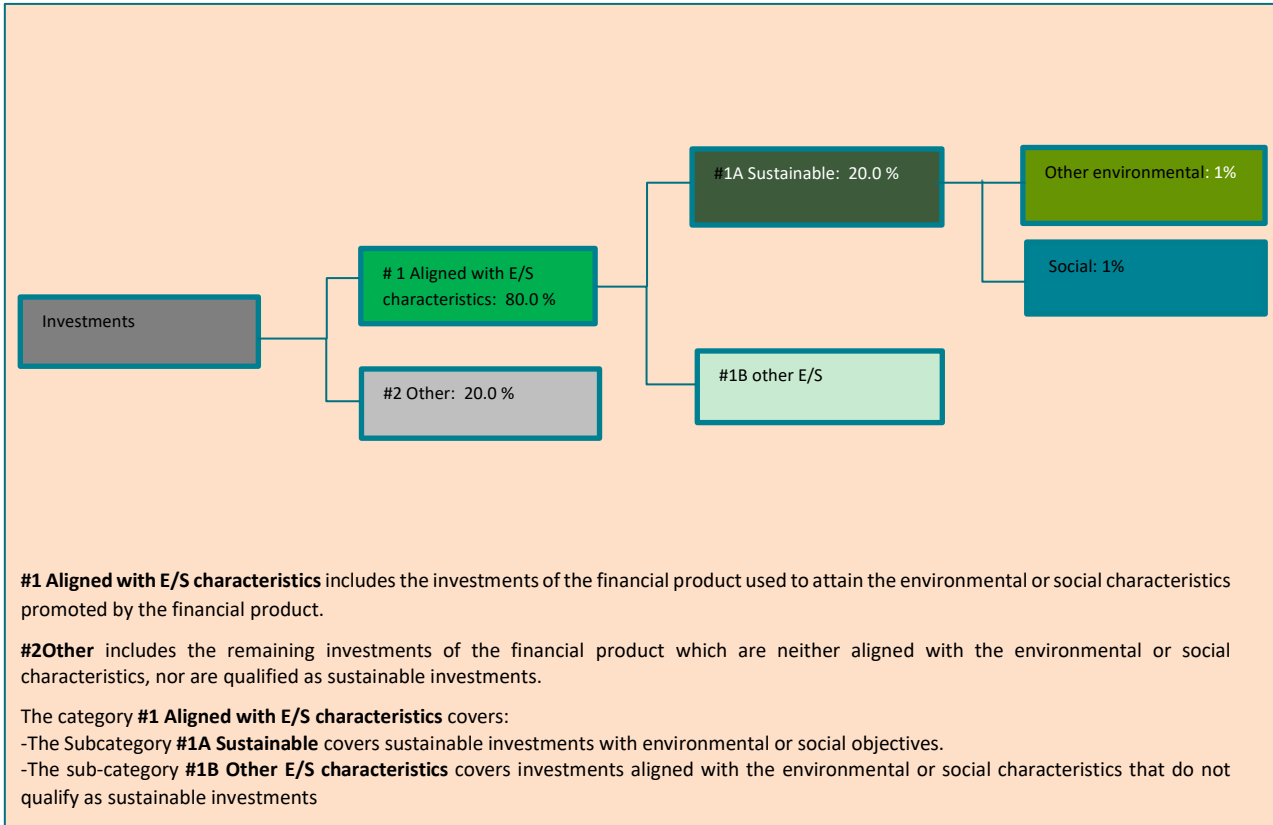 #1A Sustainable: 20.0 %
Other environmental: 1%
# 1 Aligned with E/S
characteristics: 80.0 %
Social: 1%
Investments
#2 Other: 20.0 %
#1B other E/S
#1 Aligned with E/S characteristics includes the investments of the financial product used to attain the environmental or social characteristics
promoted by the financial product.
#2Other includes the remaining investments of the financial product which are neither aligned with the environmental or social
characteristics, nor are qualified as sustainable investments.
The category #1 Aligned with E/S characteristics covers:
-The Subcategory #1A Sustainable covers sustainable investments with environmental or social objectives.
-The sub-category #1B Other E/S characteristics covers investments aligned with the environmental or social characteristics that do not
qualify as sustainable investments